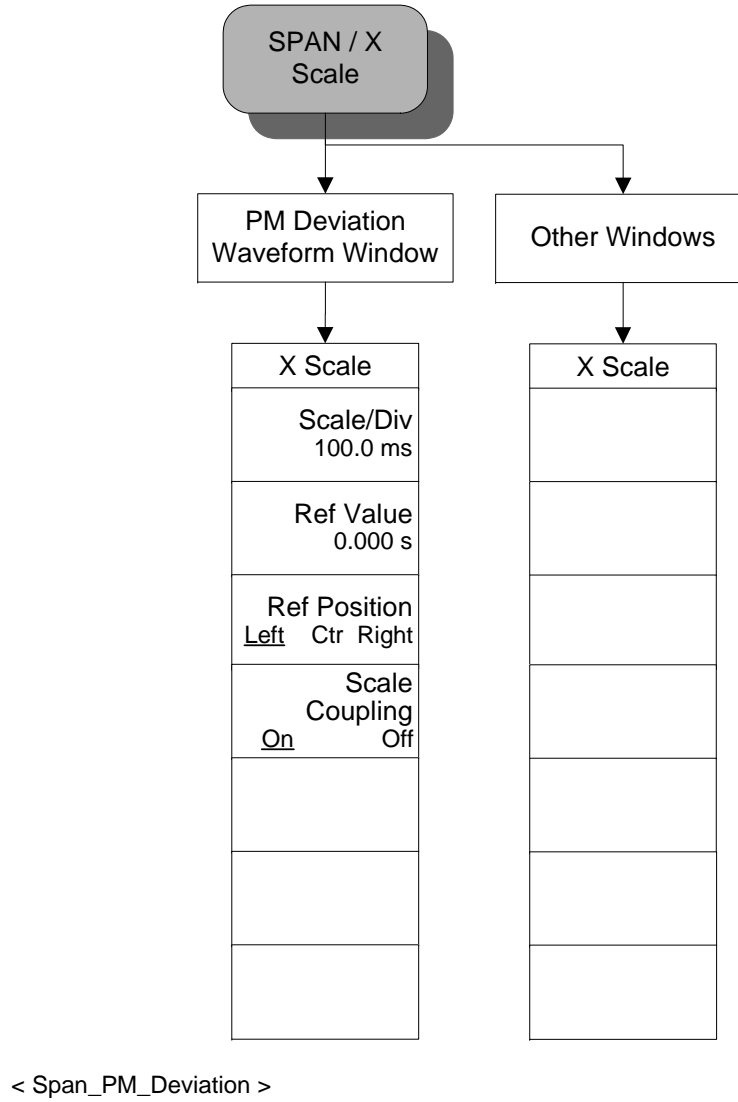 SPAN / X
Scale
PM Deviation
Waveform Window
Other Windows
X Scale
Scale/Div
100.0 ms
Ref Value
0.000 s
Ref Position
Left Ctr Right
Scale
Coupling
On Off
X Scale
< Span_PM_Deviation >